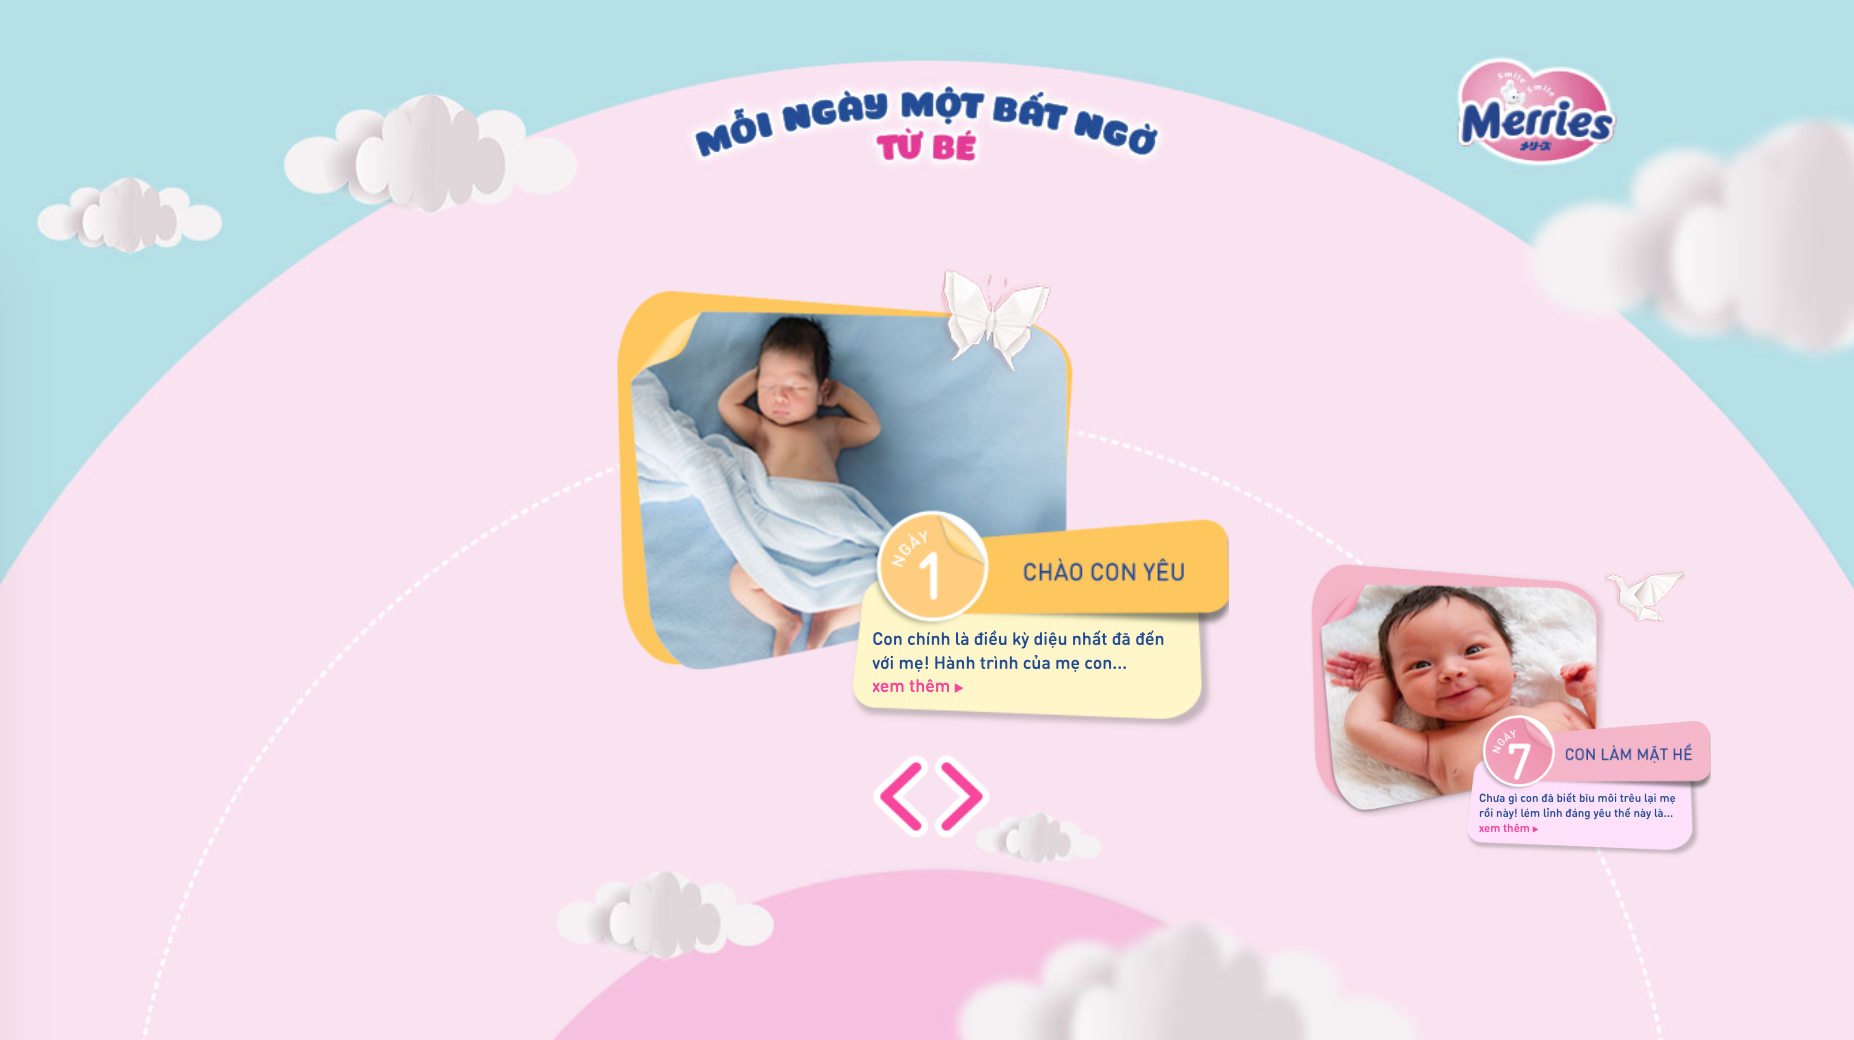 MỖI NGÀY MỘT BẤT NGỜ
TỪ BÉ
Smile Smile
Merries
メリーズ
NGÀY
1
CHÀO CON YÊU
Con chính là điều kỳ diệu nhất đã đến
với mẹ! Hành trình của mẹ con...
xem thêm ▸
NGÀY
7
CON LÀM MẶT HỀ
Chưa gì con đã biết bĩu môi trêu lại mẹ
rồi này! lém lỉnh đáng yêu thế này là...
xem thêm ▸